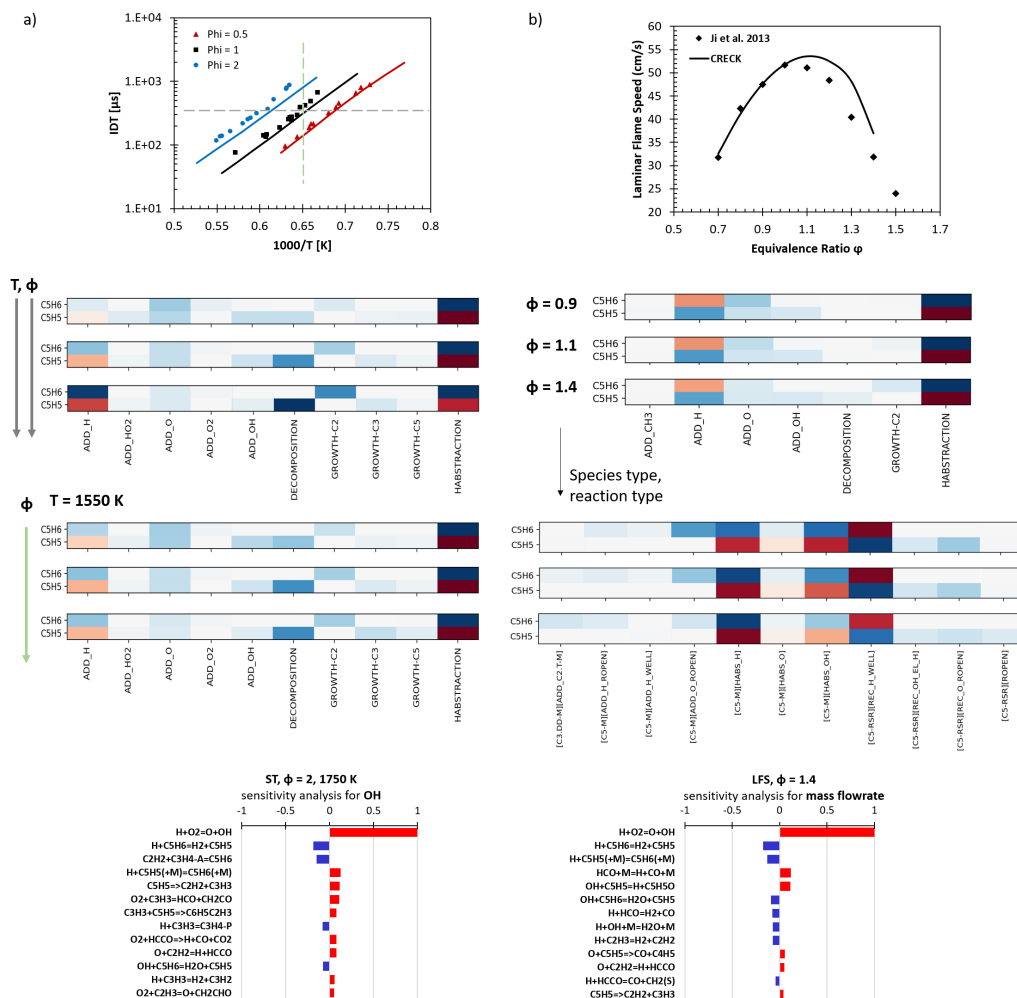 a)
Phi = 0.5
Phi = 1
Phi = 2
IDT [µs]
1.E+04
1.E+03
1.E+02
1.E+01
0.5
0.55
0.6
0.65
0.7
0.75
0.8
1000/T [K]
b)
Ji et al. 2013
CRECK
Laminar Flame Speed (cm/s)
60
55
50
45
40
35
30
25
20
0.5
0.7
0.9
1.1
1.3
1.5
1.7
Equivalence Ratio φ
T, ϕ
C5H6
C5H5
C5H6
C5H5
C5H6
C5H5
ADD_H
ADD_HO2
ADD_O
ADD_O2
ADD_OH
DECOMPOSITION
GROWTH-C2
GROWTH-C3
GROWTH-C5
HABSTRACTION
ϕ = 0.9
C5H6
C5H5
ϕ = 1.1
C5H6
C5H5
ϕ = 1.4
C5H6
C5H5
ADD_CH3
ADD_H
ADD_O
ADD_OH
DECOMPOSITION
GROWTH-C2
HABSTRACTION
Species type,
reaction type
ϕ T = 1550 K
C5H6
C5H5
C5H6
C5H5
C5H6
C5H5
ADD_H
ADD_HO2
ADD_O
ADD_O2
ADD_OH
DECOMPOSITION
GROWTH-C2
GROWTH-C3
GROWTH-C5
HABSTRACTION
C5H6
C5H5
C5H6
C5H5
C5H6
C5H5
[C3.DD-M][ADD_C2.T-M]
[C5-M][ADD_H_ROPEN]
[C5-M][ADD_H_WELL]
[C5-M][ADD_O_ROPEN]
[C5-M][HABS_H]
[C5-M][HABS_O]
[C5-M][HABS_OH]
[C5-RSR][REC_H_WELL]
[C5-RSR][REC_OH_EL_H]
[C5-RSR][REC_O_ROPEN]
[C5-RSR][ROPEN]
ST, ϕ = 2, 1750 K
sensitivity analysis for OH
-1 -0.5 0 0.5 1
H+O2=O+OH
H+C5H6=H2+C5H5
C2H2+C3H4-A=C5H6
H+C5H5(+M)=C5H6(+M)
C5H5=>C2H2+C3H3
O2+C3H3=HCO+CH2CO
C3H3+C5H5=>C6H5C2H3
H+C3H3=C3H4-P
O2+HCCO=>H+CO+CO2
O+C2H2=H+HCCO
OH+C5H6=H2O+C5H5
H+C3H3=H2+C3H2
O2+C2H3=O+CH2CHO
LFS, ϕ = 1.4
sensitivity analysis for mass flowrate
-1 -0.5 0 0.5 1
H+O2=O+OH
H+C5H6=H2+C5H5
H+C5H5(+M)=C5H6(+M)
HCO+M=H+CO+M
OH+C5H5=H+C5H5O
OH+C5H6=H2O+C5H5
H+HCO=H2+CO
H+OH+M=H2O+M
H+C2H3=H2+C2H2
O+C5H5=>CO+C4H5
O+C2H2=H+HCCO
H+HCCO=CO+CH2(S)
C5H5=>C2H2+C3H3